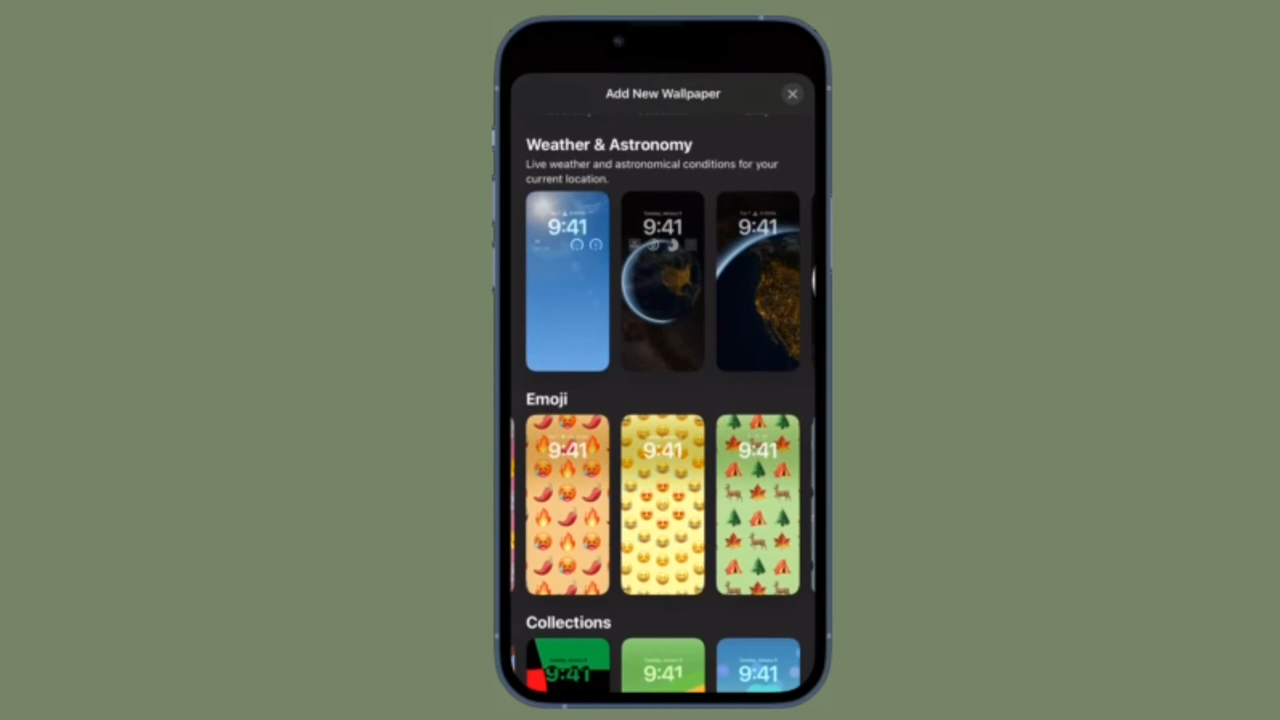 Add New Wallpaper
Weather & Astronomy
Live weather and astronomical conditions for your
current location.
9:41
9:41
9:41
Emoji
9:41
9:41
9:41
Collections
9:41
9:41
9:41